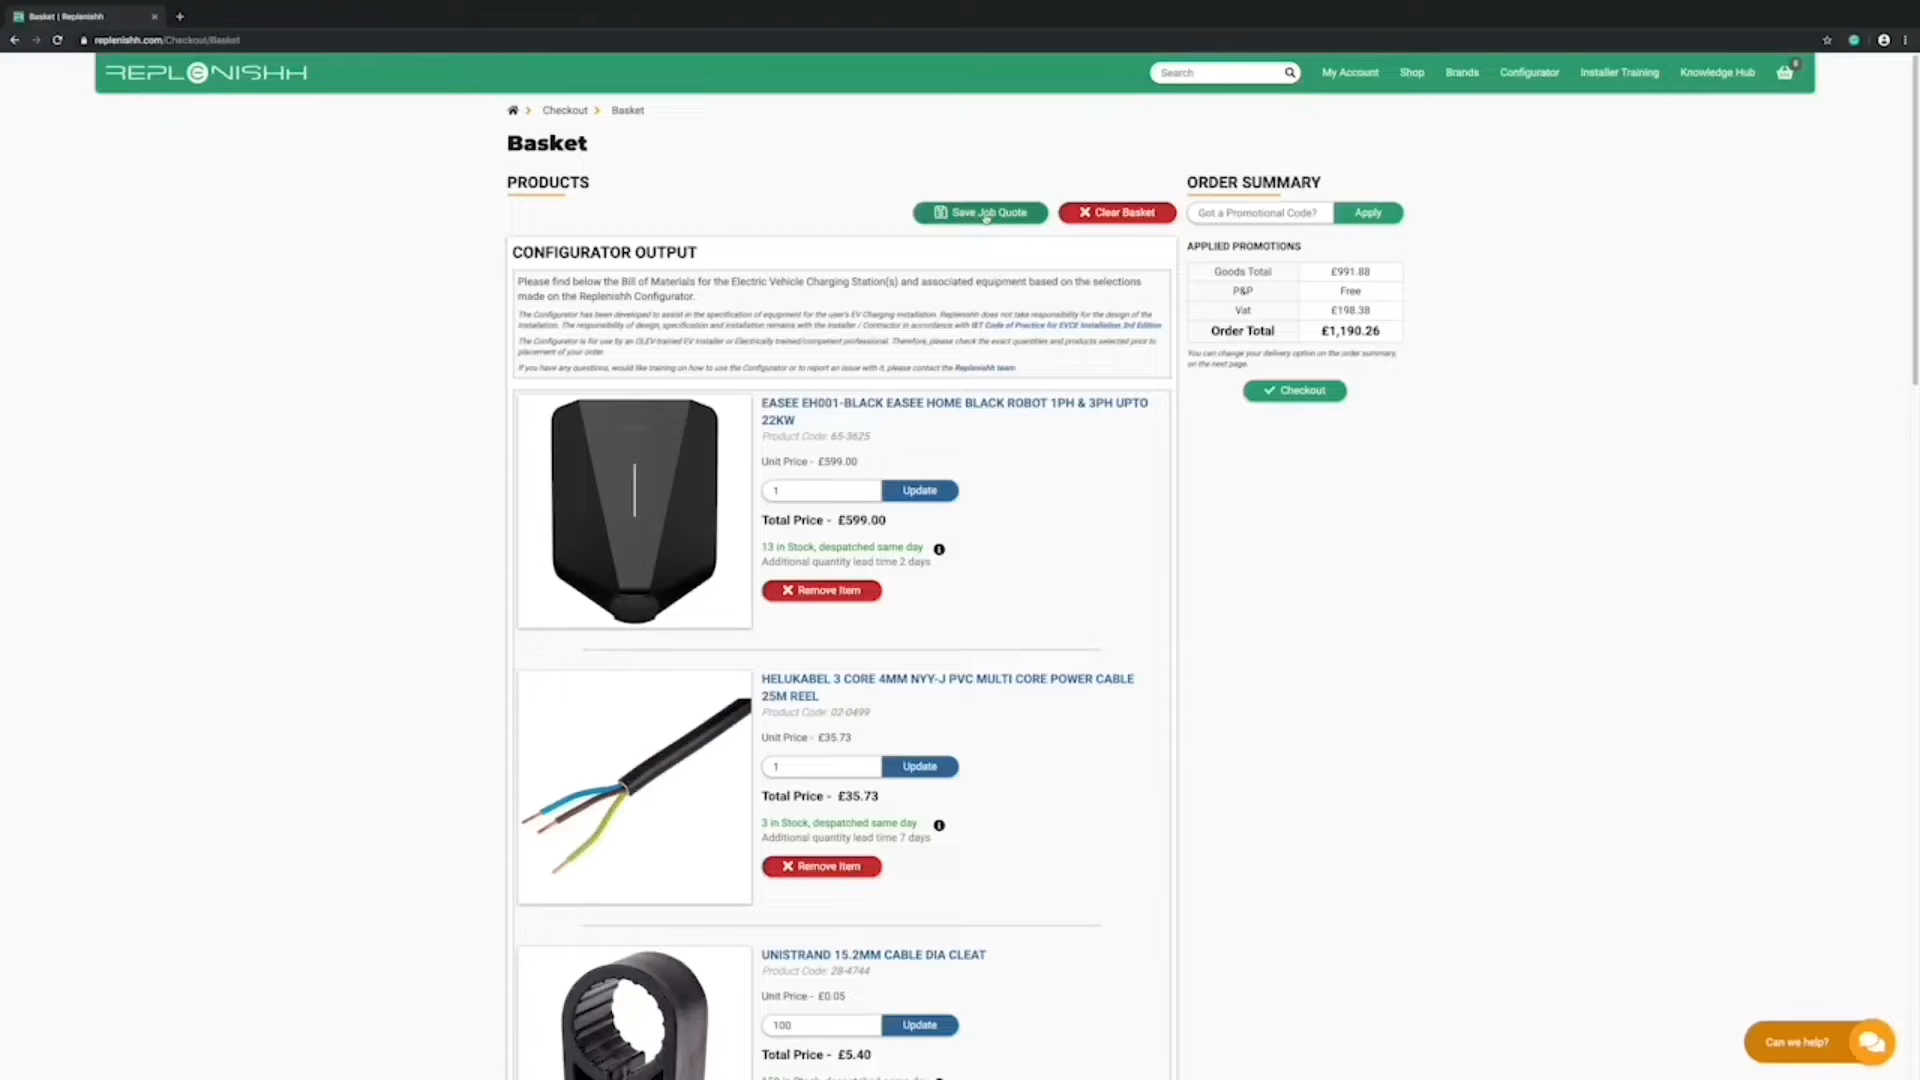 Basket | Replenishh
replenishh.com/Checkout/Basket
REPLENISHH
Search
My Account
Shop
Brands
Configurator
Installer Training
Knowledge Hub
Checkout
Basket
Basket
PRODUCTS
Save Job Quote
Clear Basket
CONFIGURATOR OUTPUT
Please find below the Bill of Materials for the Electric Vehicle Charging Station(s) and associated equipment based on the selections
made on the Replenishh Configurator.
The Configurator has been developed to assist in the specification of equipment for the user's EV Charging installation. Replenishh does not take responsibility for the design of the
installation. The responsibility of design, specification and installation remains with the installer / Contractor in accordance with IET Code of Practice for EVCE Installation 3rd Edition
The Configurator is for use by an OLEV-trained EV Installer or Electrically trained/competent professional. Therefore, please check the exact quantities and products selected prior to
placement of your order.
If you have any questions, would like training on how to use the Configurator or to report an issue with it, please contact the Replenishh team
EASEE EH001-BLACK EASEE HOME BLACK ROBOT 1PH & 3PH UPTO
22KW
Product Code: 65-3625
Unit Price - £599.00
1
Update
Total Price - £599.00
13 in Stock, despatched same day
Additional quantity lead time 2 days
Remove Item
HELUKABEL 3 CORE 4MM NYY-J PVC MULTI CORE POWER CABLE
25M REEL
Product Code: 02-0499
Unit Price - £35.73
1
Update
Total Price - £35.73
3 in Stock, despatched same day
Additional quantity lead time 7 days
Remove Item
UNISTRAND 15.2MM CABLE DIA CLEAT
Product Code: 28-4744
Unit Price - £0.05
100
Update
Total Price - £5.40
ORDER SUMMARY
Got a Promotional Code?
Apply
APPLIED PROMOTIONS
Goods Total £991.88
P&P Free
Vat £198.38
Order Total £1,190.26
You can change your delivery option on the order summary,
on the next page.
Checkout
Can we help?